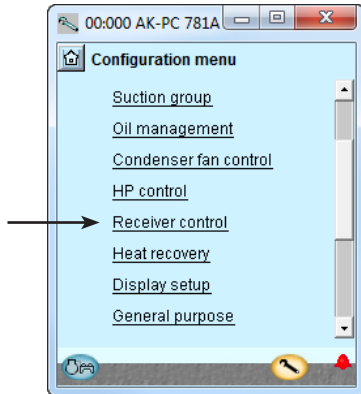 00:000 AK-PC 781A
Configuration menu
Suction group
Oil management
Condenser fan control
HP control
Receiver control
Heat recovery
Display setup
General purpose